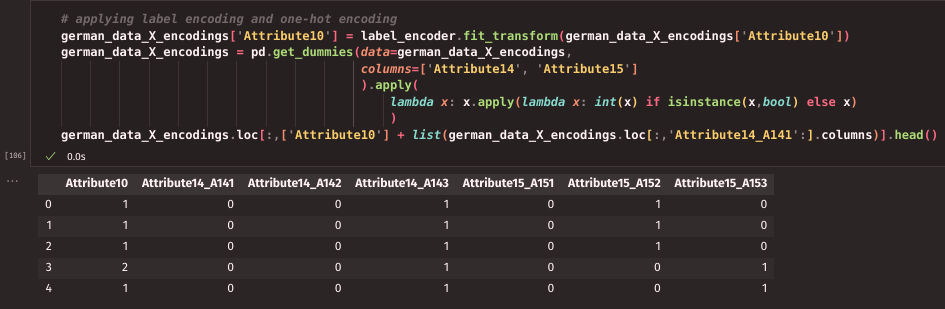 # applying label encoding and one-hot encoding
german_data_X_encodings['Attribute10'] = label_encoder.fit_transform(german_data_X_encodings['Attribute10'])
german_data_X_encodings = pd.get_dummies(data=german_data_X_encodings,
columns=['Attribute14', 'Attribute15']
).apply(
lambda x: x.apply(lambda x: int(x) if isinstance(x,bool) else x)
)
german_data_X_encodings.loc[:,['Attribute10'] + list(german_data_X_encodings.loc[:,'Attribute14_A141':].columns)].head()
[106] ✓ 0.0s
...
Attribute10 Attribute14_A141 Attribute14_A142 Attribute14_A143 Attribute15_A151 Attribute15_A152 Attribute15_A153
0 1 0 0 1 0 1 0
1 1 0 0 1 0 1 0
2 1 0 0 1 0 1 0
3 2 0 0 1 0 0 1
4 1 0 0 1 0 0 1